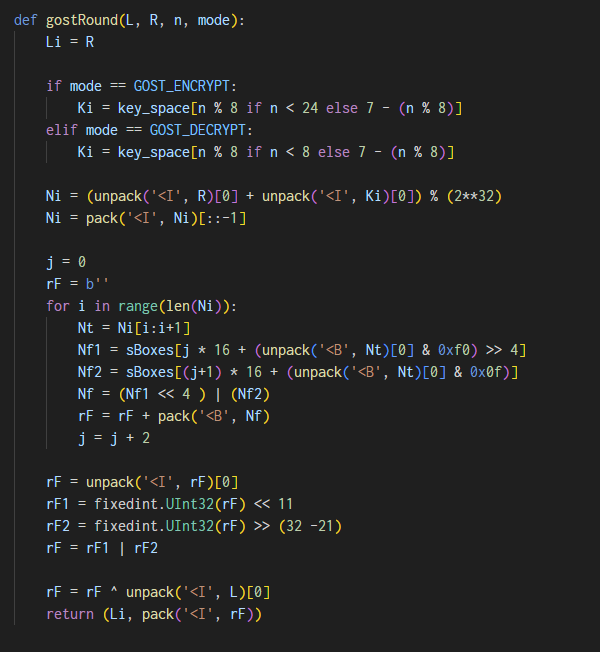 def gostRound(L, R, n, mode):
    Li = R

    if mode == GOST_ENCRYPT:
        Ki = key_space[n % 8 if n < 24 else 7 - (n % 8)]
    elif mode == GOST_DECRYPT:
        Ki = key_space[n % 8 if n < 8 else 7 - (n % 8)]

    Ni = (unpack('<I', R)[0] + unpack('<I', Ki)[0]) % (2**32)
    Ni = pack('<I', Ni)[::-1]

    j = 0
    rF = b''
    for i in range(len(Ni)):
        Nt = Ni[i:i+1]
        Nf1 = sBoxes[j * 16 + (unpack('<B', Nt)[0] & 0xf0) >> 4]
        Nf2 = sBoxes[(j+1) * 16 + (unpack('<B', Nt)[0] & 0x0f)]
        Nf = (Nf1 << 4 ) | (Nf2)
        rF = rF + pack('<B', Nf)
        j = j + 2

    rF = unpack('<I', rF)[0]
    rF1 = fixedint.UInt32(rF) << 11
    rF2 = fixedint.UInt32(rF) >> (32 -21)
    rF = rF1 | rF2

    rF = rF ^ unpack('<I', L)[0]
    return (Li, pack('<I', rF))